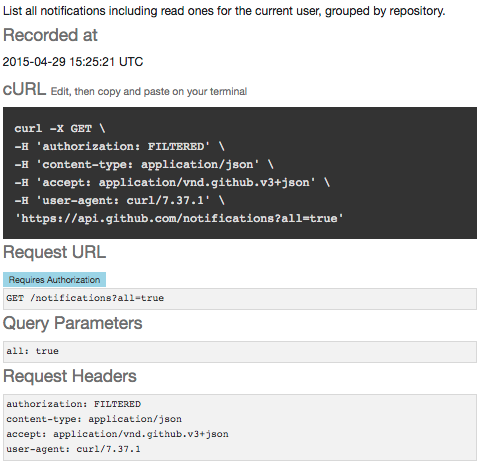 List all notifications including read ones for the current user, grouped by repository.
Recorded at
2015-04-29 15:25:21 UTC
cURL Edit, then copy and paste on your terminal
curl -X GET \
-H 'authorization: FILTERED' \
-H 'content-type: application/json' \
-H 'accept: application/vnd.github.v3+json' \
-H 'user-agent: curl/7.37.1' \
'https://api.github.com/notifications?all=true'
Request URL
Requires Authorization
GET /notifications?all=true
Query Parameters
all: true
Request Headers
authorization: FILTERED
content-type: application/json
accept: application/vnd.github.v3+json
user-agent: curl/7.37.1